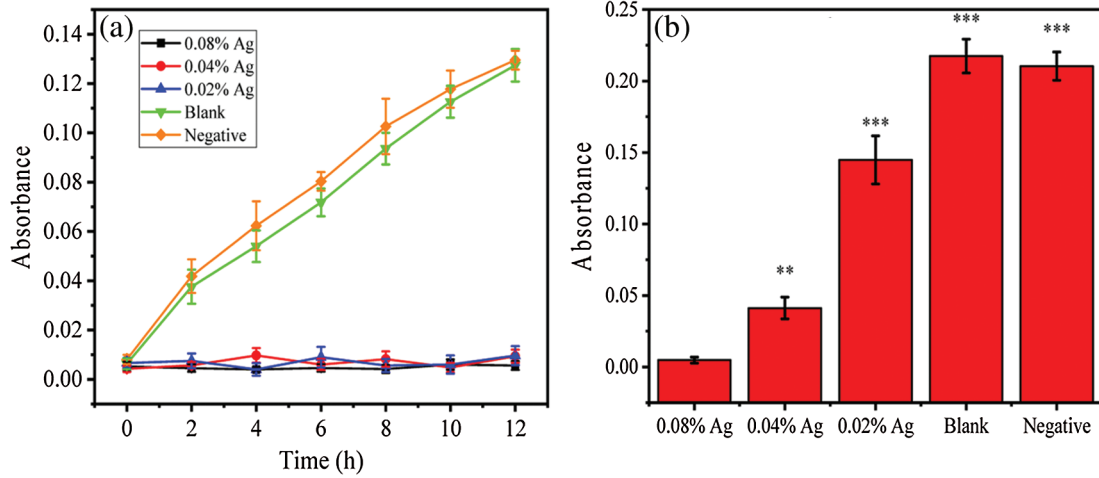 (a)
0.14
0.12
0.10
0.08
0.06
0.04
0.02
0.00
Absorbance
0.08% Ag
0.04% Ag
0.02% Ag
Blank
Negative
0 2 4 6 8 10 12
Time (h)
(b)
0.25
0.20
0.15
0.10
0.05
0.00
Absorbance
**
***
***
***
0.08% Ag 0.04% Ag 0.02% Ag Blank Negative